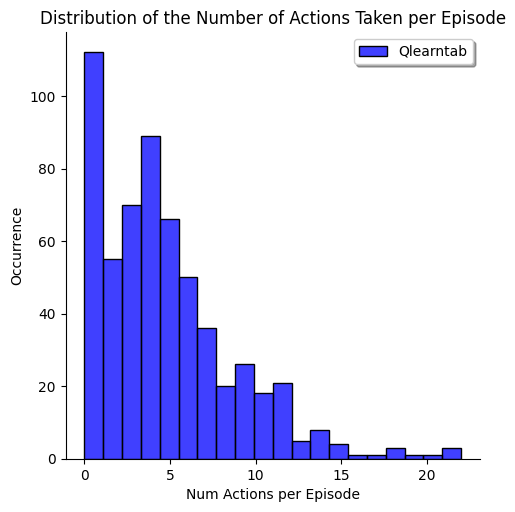 Distribution of the Number of Actions Taken per Episode
Qlearntab
100
80
60
40
20
0
Occurrence
0 5 10 15 20
Num Actions per Episode